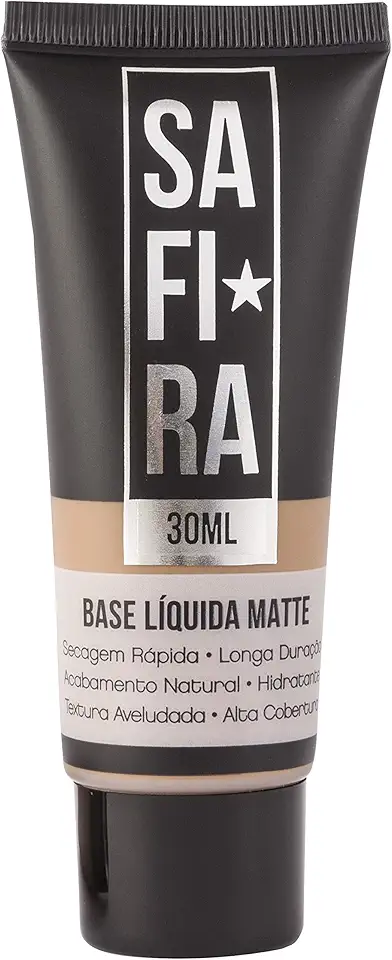 SA
FI★
RA
30ML
BASE LÍQUIDA MATTE
Secagem Rápida • Longa Duração
Acabamento Natural • Hidratante
Textura Aveludada • Alta Cobertura